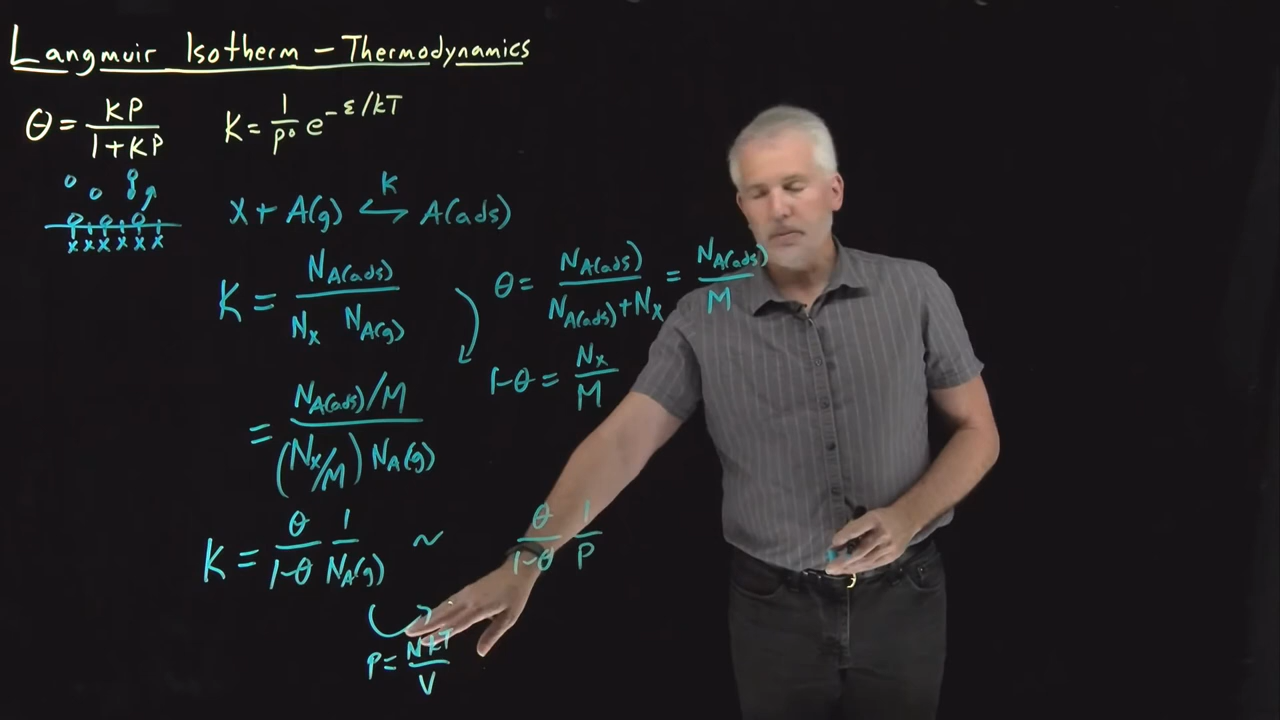 Langmuir Isotherm – Thermodynamics
θ = KP / 1+KP    K = 1/P° e^(-ε/kT)
X + A(g) ⇌ A(ads)
K
K = N_A(ads) / N_X N_A(g)    θ = N_A(ads) / N_A(ads)+N_X = N_A(ads) / M
1-θ = N_X / M
= N_A(ads)/M / (N_X/M) N_A(g)
K = θ/1-θ 1/N_A(g) ~ θ/1-θ 1/P
P = NkT / V
x x x x x x